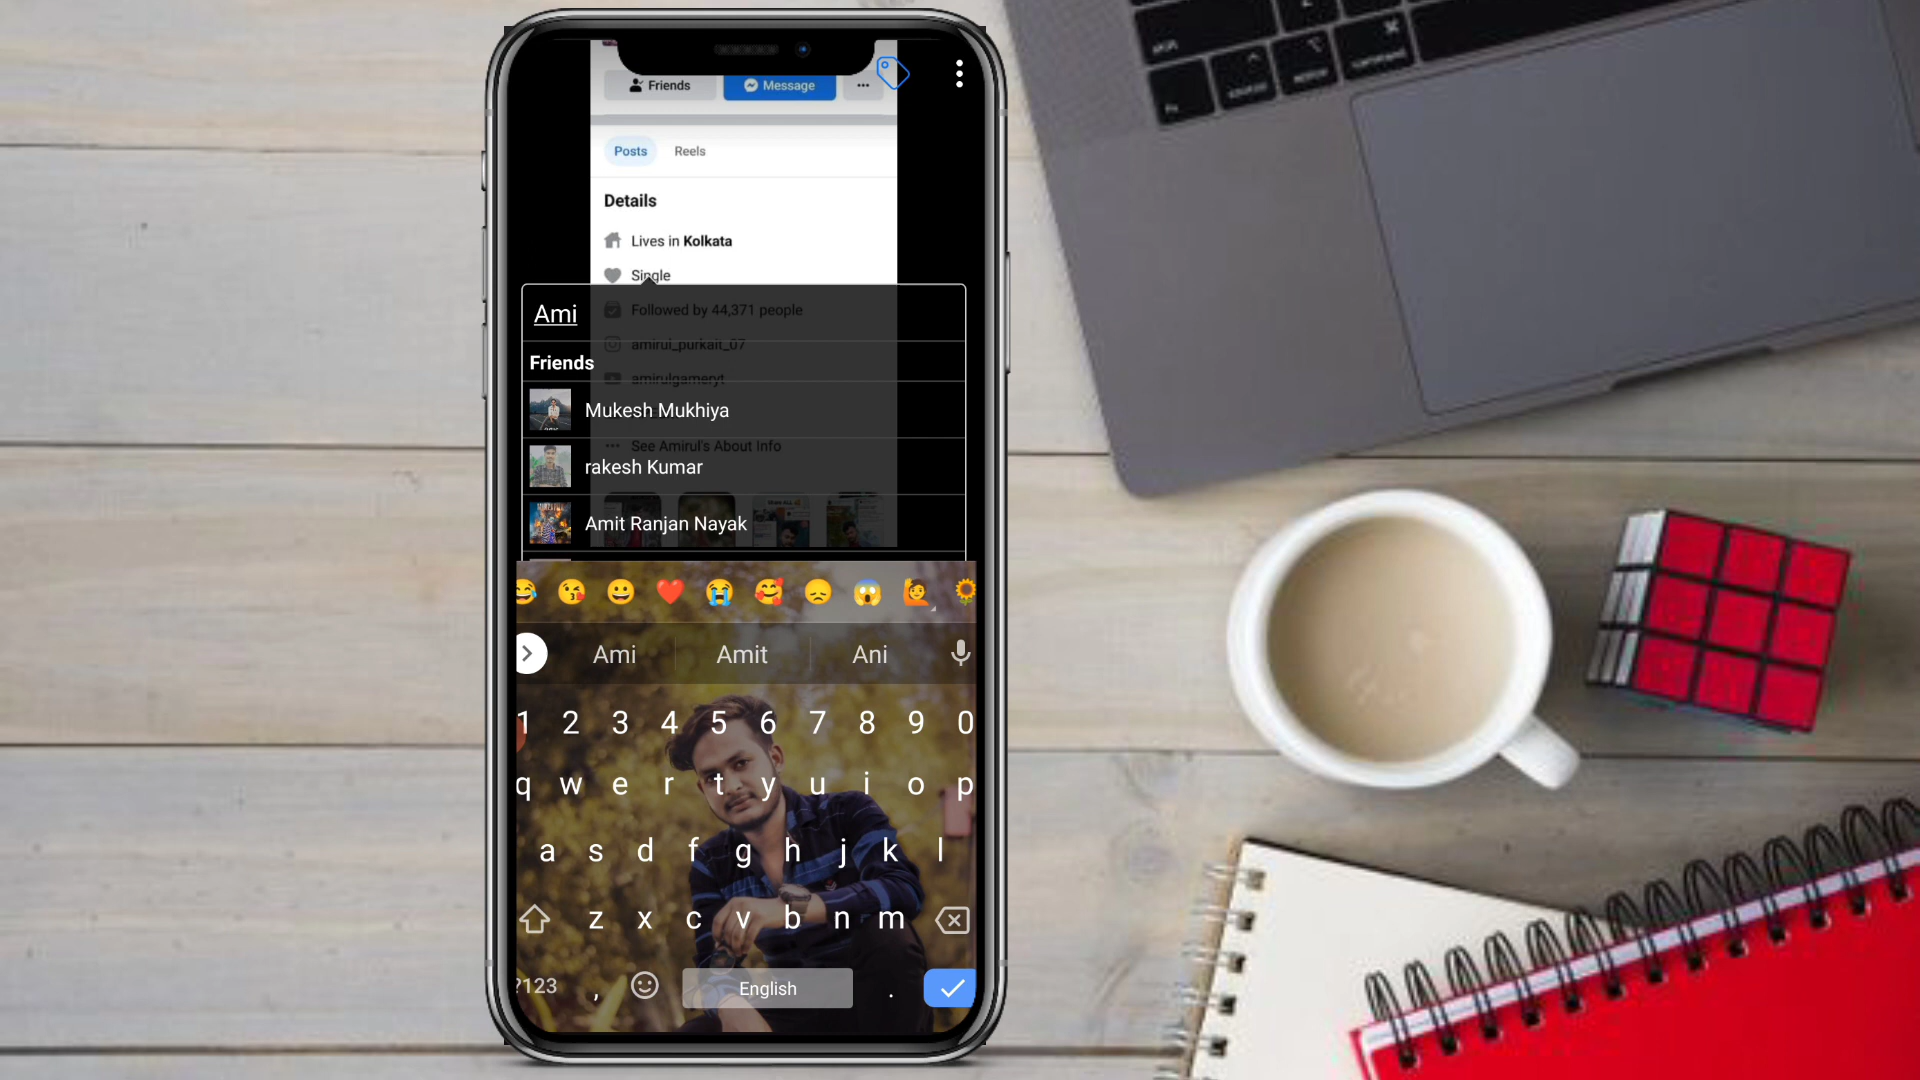 Friends
Message
Posts Reels
Details
Lives in Kolkata
Single
Ami
Followed by 44,371 people
amirul_purkait_07
Friends
amirulgameryt
Mukesh Mukhiya
See Amirul's About Info
rakesh Kumar
Amit Ranjan Nayak
Ami Amit Ani
1 2 3 4 5 6 7 8 9 0
q w e r t y u i o p
a s d f g h j k l
z x c v b n m
?123 , English .